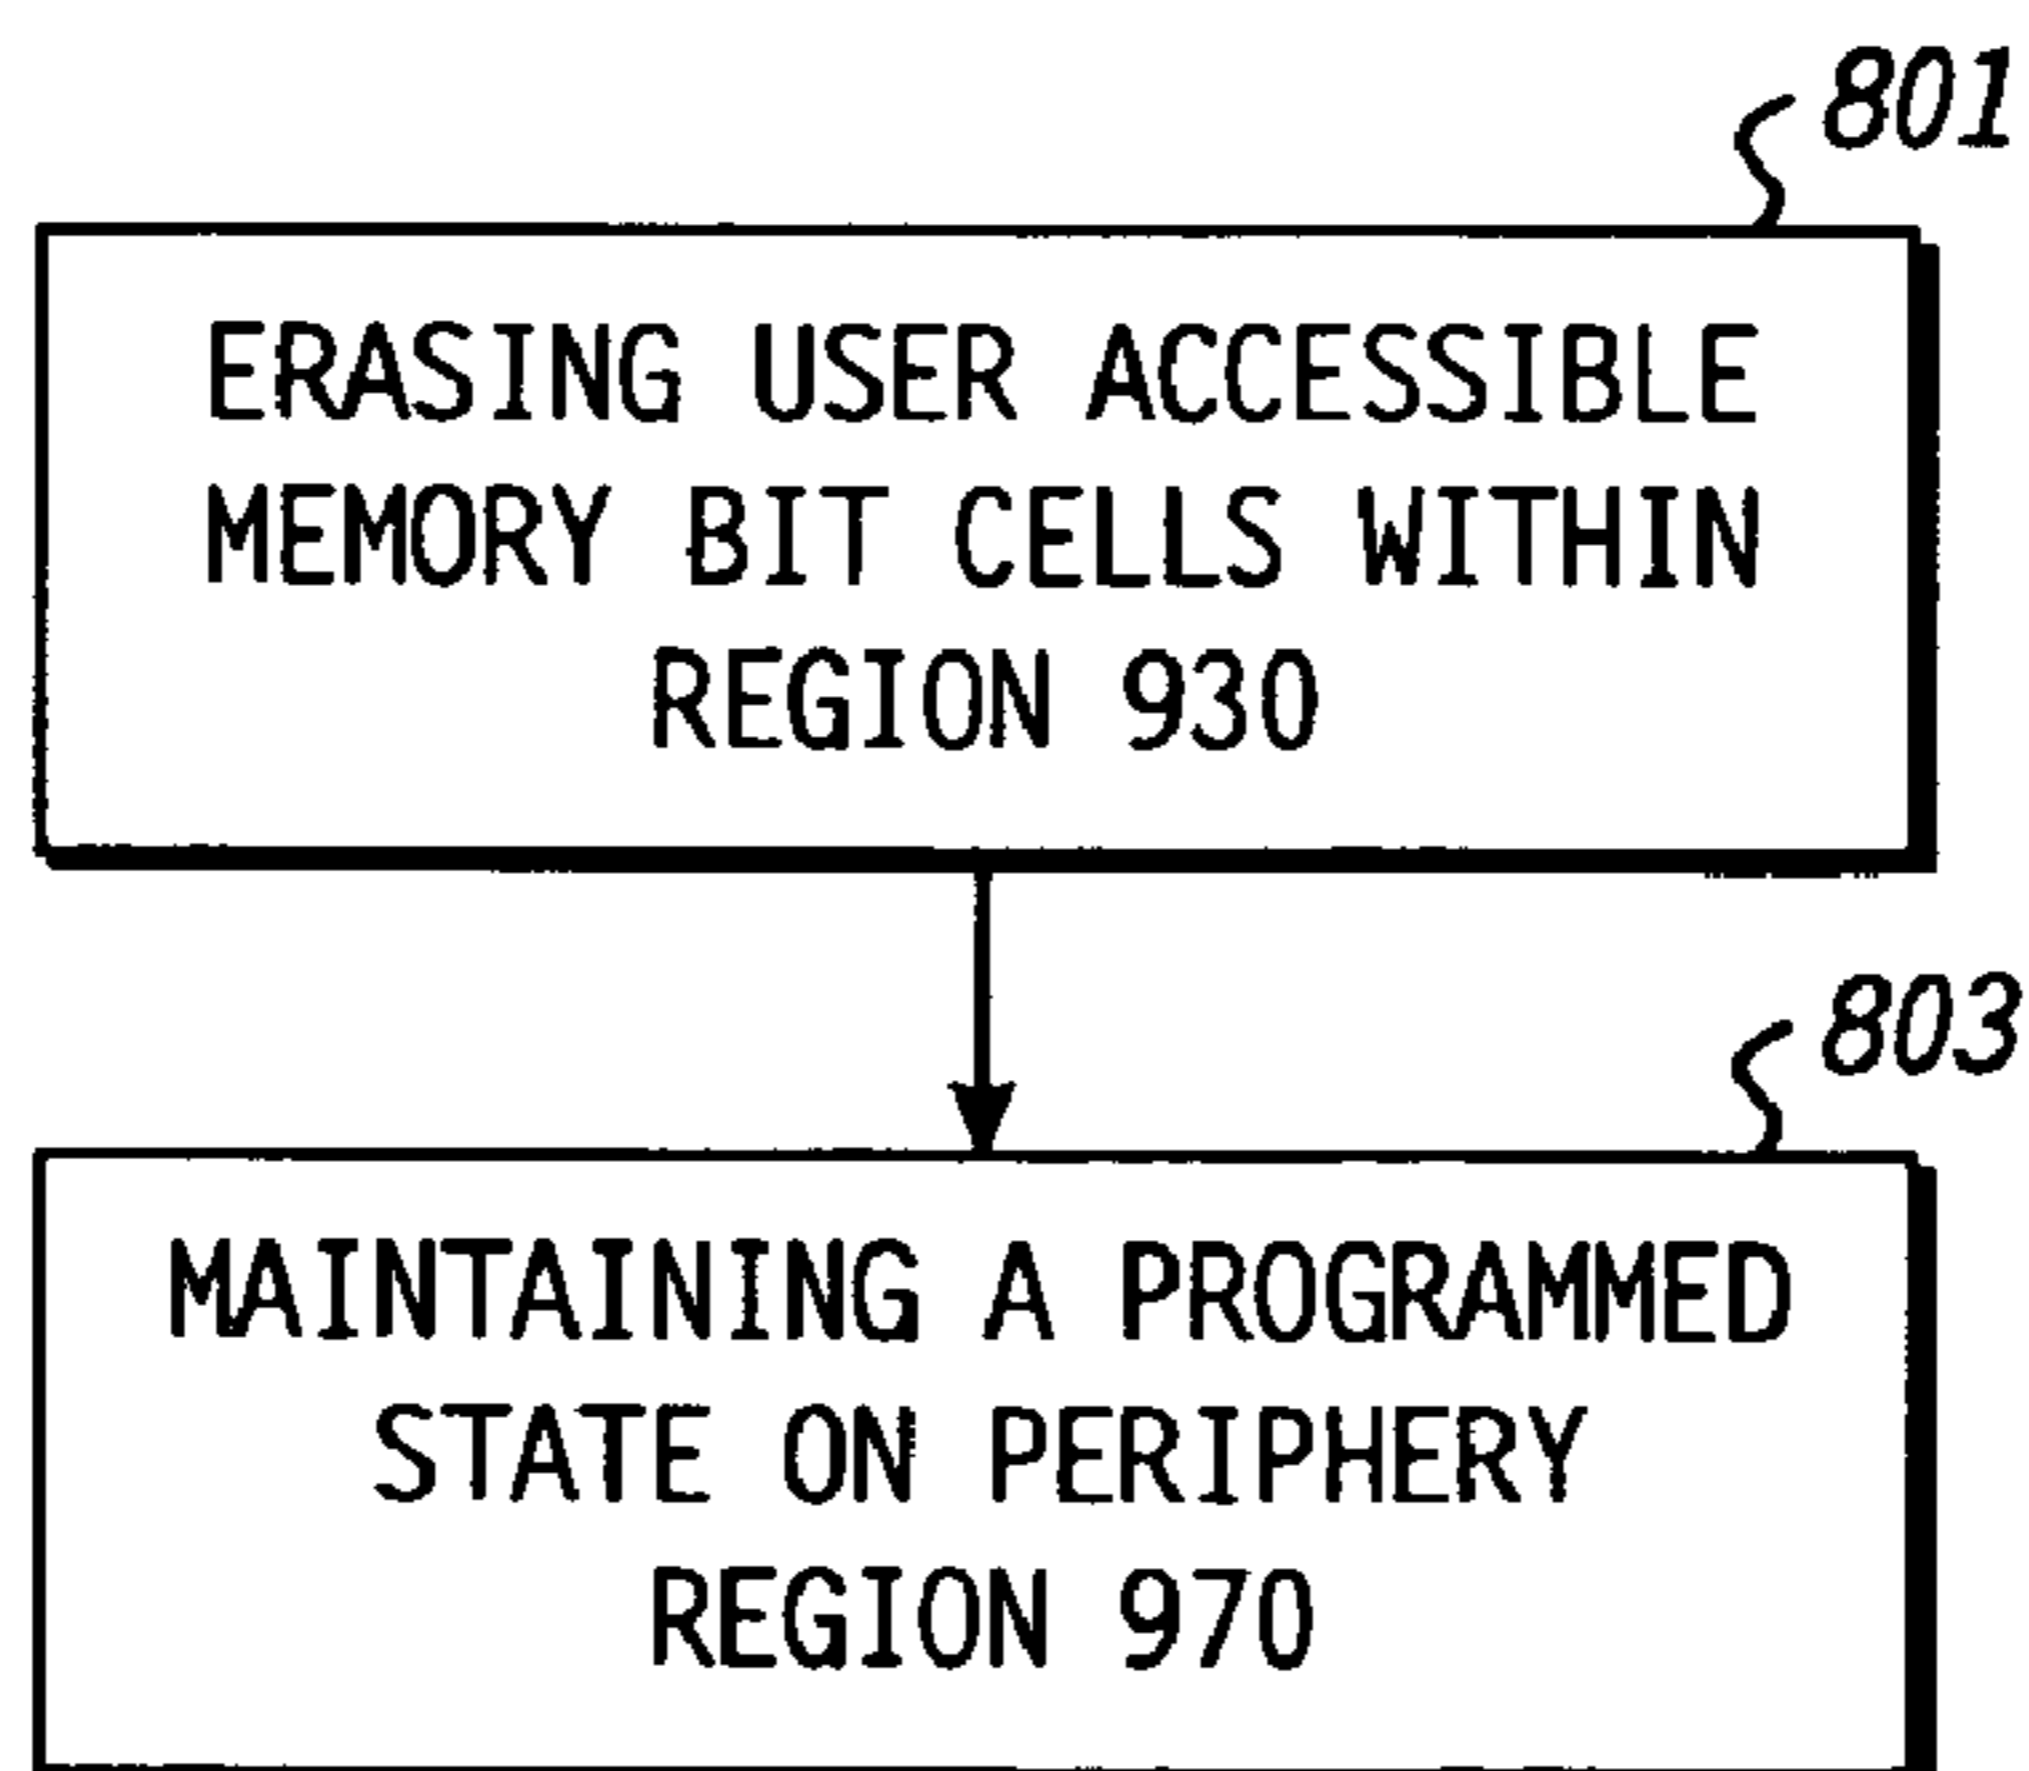 801
ERASING USER ACCESSIBLE
MEMORY BIT CELLS WITHIN
REGION 930
803
MAINTAINING A PROGRAMMED
STATE ON PERIPHERY
REGION 970